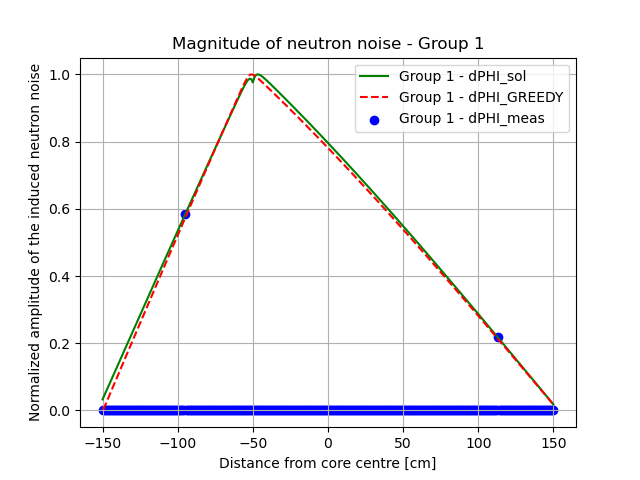 Magnitude of neutron noise - Group 1
Normalized amplitude of the induced neutron noise
1.0
0.8
0.6
0.4
0.2
0.0
Group 1 - dPHI_sol
Group 1 - dPHI_GREEDY
Group 1 - dPHI_meas
−150 −100 −50 0 50 100 150
Distance from core centre [cm]